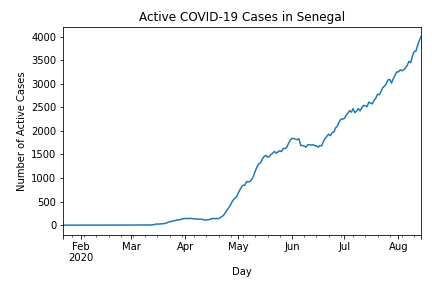 Active COVID-19 Cases in Senegal
4000
3500
3000
2500
2000
1500
1000
500
0
Number of Active Cases
Feb Mar Apr May Jun Jul Aug
2020
Day